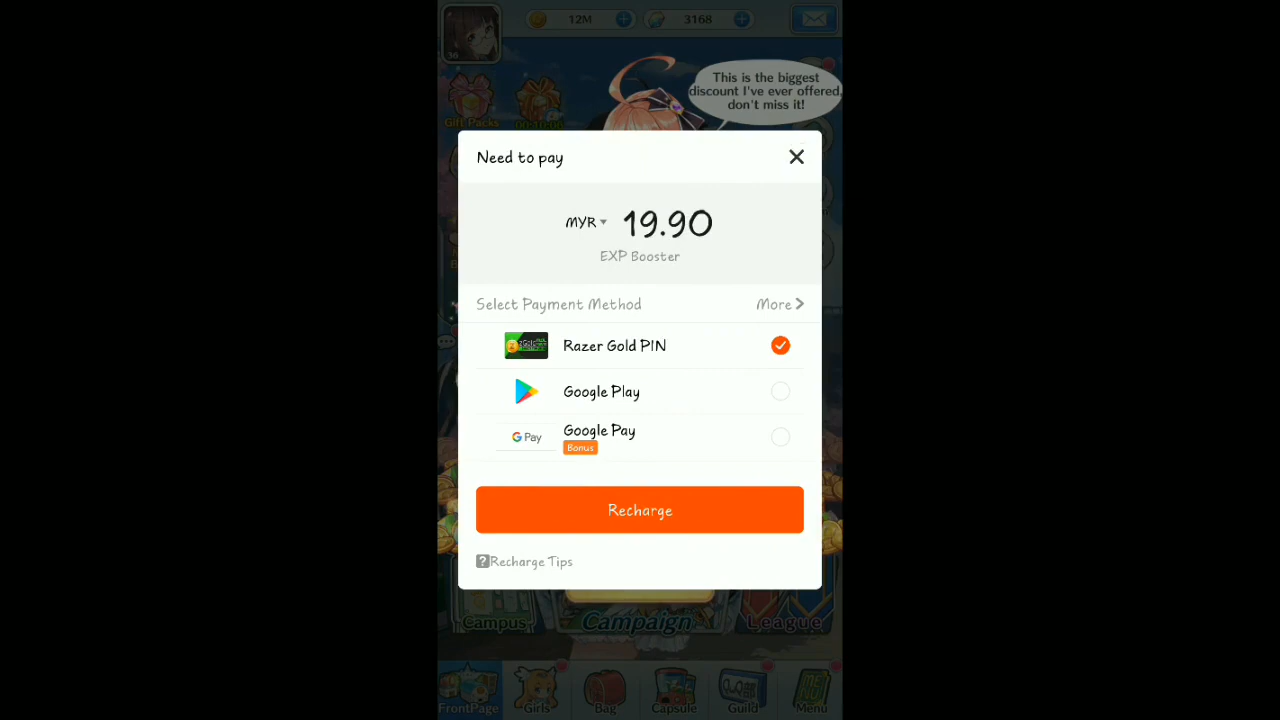 36
12M
3168
This is the biggest
discount I've ever offered,
don't miss it!
Gift Packs
Need to pay
MYR 19.90
EXP Booster
Select Payment Method
More
Razer Gold PIN
Google Play
G Pay
Google Pay
Bonus
Recharge
?Recharge Tips
Campus
Campaign
League
FrontPage
Girls
Bag
Capsule
Guild
Menu